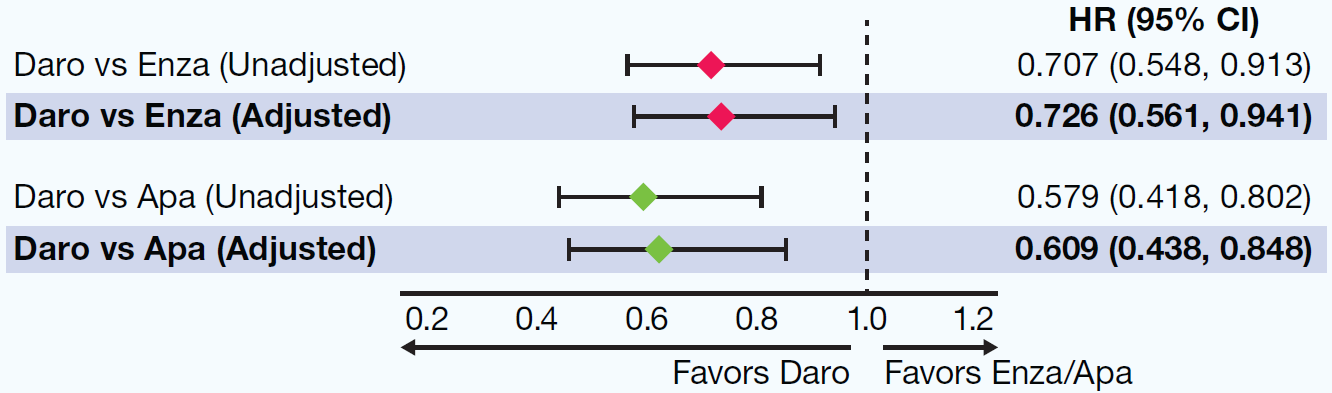 HR (95% CI)
Daro vs Enza (Unadjusted) 0.707 (0.548, 0.913)
Daro vs Enza (Adjusted) 0.726 (0.561, 0.941)
Daro vs Apa (Unadjusted) 0.579 (0.418, 0.802)
Daro vs Apa (Adjusted) 0.609 (0.438, 0.848)
0.2 0.4 0.6 0.8 1.0 1.2
Favors Daro Favors Enza/Apa